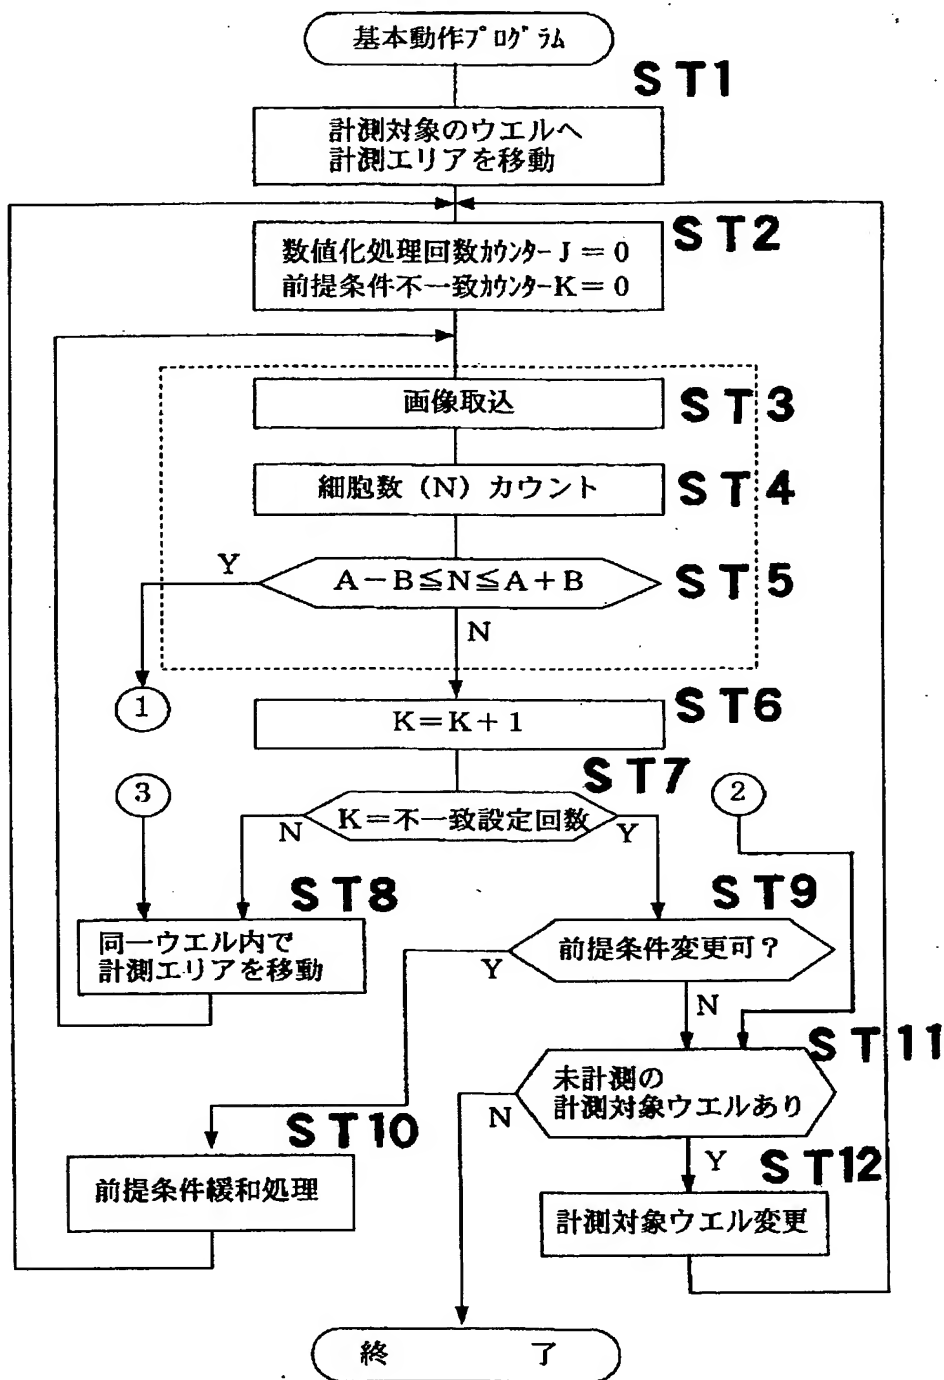 基本動作ﾌﾟﾛｸﾞﾗﾑ
ST1
計測対象のウエルへ
計測エリアを移動
ST2
数値化処理回数ｶｳﾝﾀｰJ=0
前提条件不一致ｶｳﾝﾀｰK=0
画像取込
ST3
細胞数（N）カウント
ST4
Y
A-B≦N≦A+B
ST5
N
1
K=K+1
ST6
ST7
3
2
K=不一致設定回数
N
Y
ST8
ST9
同一ウエル内で
計測エリアを移動
前提条件変更可？
Y
N
ST11
未計測の
計測対象ウエルあり
N
ST10
Y
ST12
前提条件緩和処理
計測対象ウエル変更
終 了